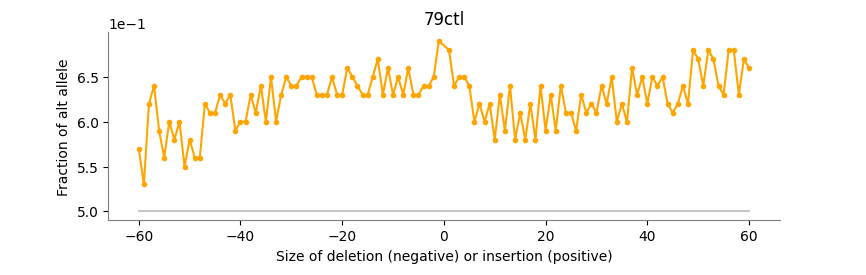 79ctl
1e−1
6.5
6.0
5.5
5.0
Fraction of alt allele
−60 −40 −20 0 20 40 60
Size of deletion (negative) or insertion (positive)